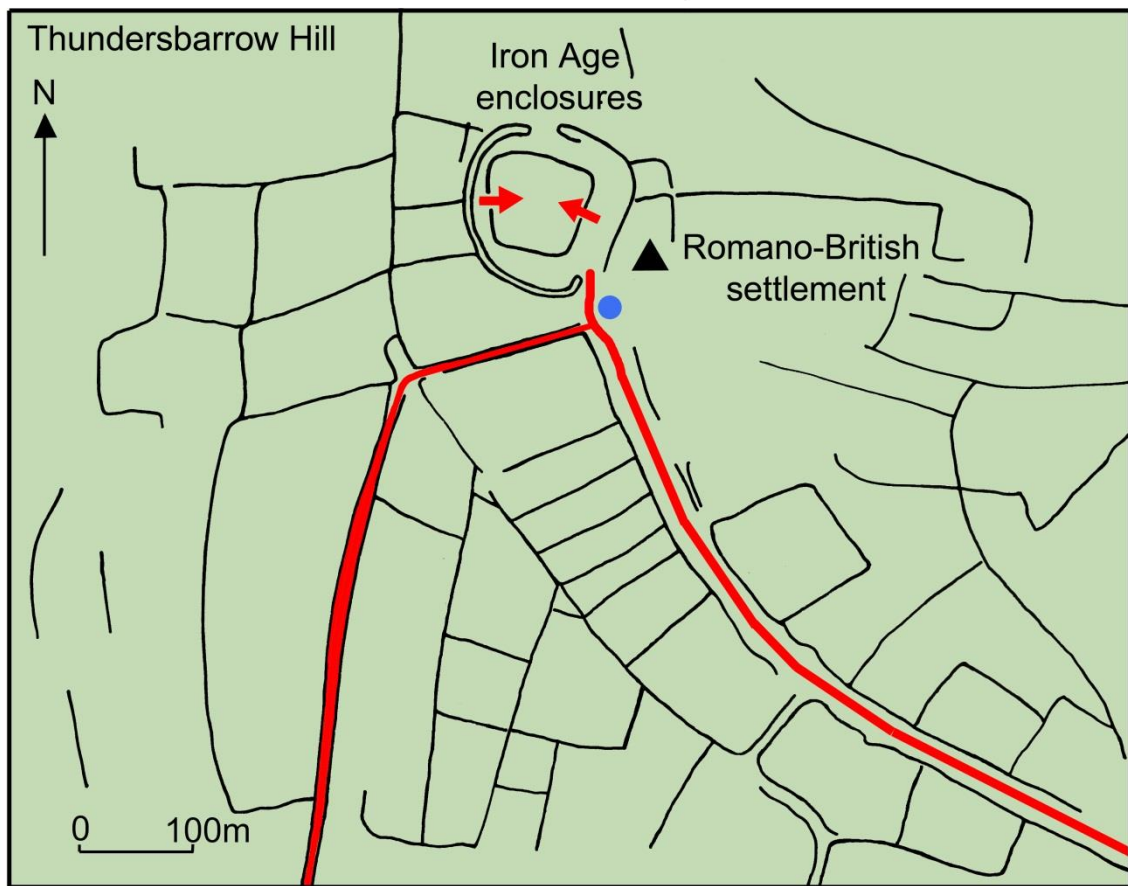 Thundersbarrow Hill
N
Iron Age
enclosures
Romano-British
settlement
0 100m